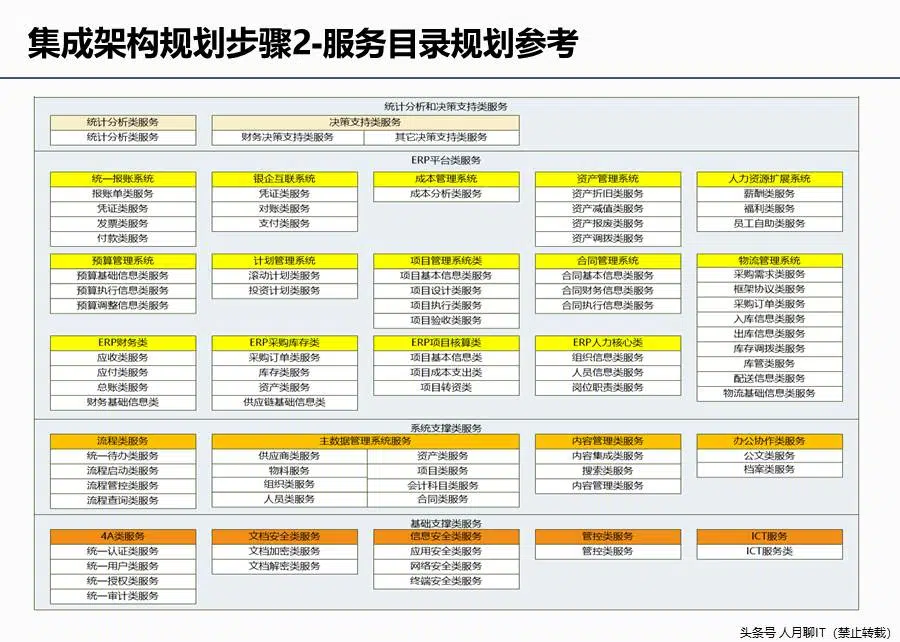 集成架构规划步骤2-服务目录规划参考
统计分析和决策支持类服务
统计分析类服务
统计分析类服务
决策支持类服务
财务决策支持类服务
其它决策支持类服务
ERP平台类服务
统一报账系统
报账单类服务
凭证类服务
发票类服务
付款类服务
银企互联系统
凭证类服务
对账类服务
支付类服务
成本管理系统
成本分析类服务
资产管理系统
资产折旧类服务
资产减值类服务
资产报废类服务
资产调拨类服务
人力资源扩展系统
薪酬类服务
福利类服务
员工自助类服务
预算管理系统
预算基础信息类服务
预算执行信息类服务
预算调整信息类服务
计划管理系统
滚动计划类服务
投资计划类服务
项目管理系统类
项目基本信息类服务
项目设计类服务
项目执行类服务
项目验收类服务
合同管理系统
合同基本信息类服务
合同财务信息类服务
合同执行信息类服务
物流管理系统
采购需求类服务
框架协议类服务
采购订单类服务
入库信息类服务
出库信息类服务
库存调拨类服务
库管类服务
配送信息类服务
物流基础信息类服务
ERP财务类
应收类服务
应付类服务
总账类服务
财务基础信息类
ERP采购库存类
采购订单类服务
库存类服务
资产类服务
供应链基础信息类
ERP项目核算类
项目基本信息类
项目成本支出类
项目转资类
ERP人力核心类
组织信息类服务
人员信息类服务
岗位职责类服务
系统支撑类服务
流程类服务
统一待办类服务
流程启动类服务
流程管控类服务
流程查询类服务
主数据管理系统服务
供应商类服务
资产类服务
物料服务
项目类服务
组织类服务
会计科目类服务
人员类服务
合同类服务
内容管理类服务
内容集成类服务
搜索类服务
内容管理类服务
办公协作类服务
公文类服务
档案类服务
基础支撑类服务
4A类服务
统一认证类服务
统一用户类服务
统一授权类服务
统一审计类服务
文档安全类服务
文档加密类服务
文档解密类服务
信息安全类服务
应用安全类服务
网络安全类服务
终端安全类服务
管控类服务
管控类服务
ICT服务
ICT服务类
头条号 人月聊IT（禁止转载）